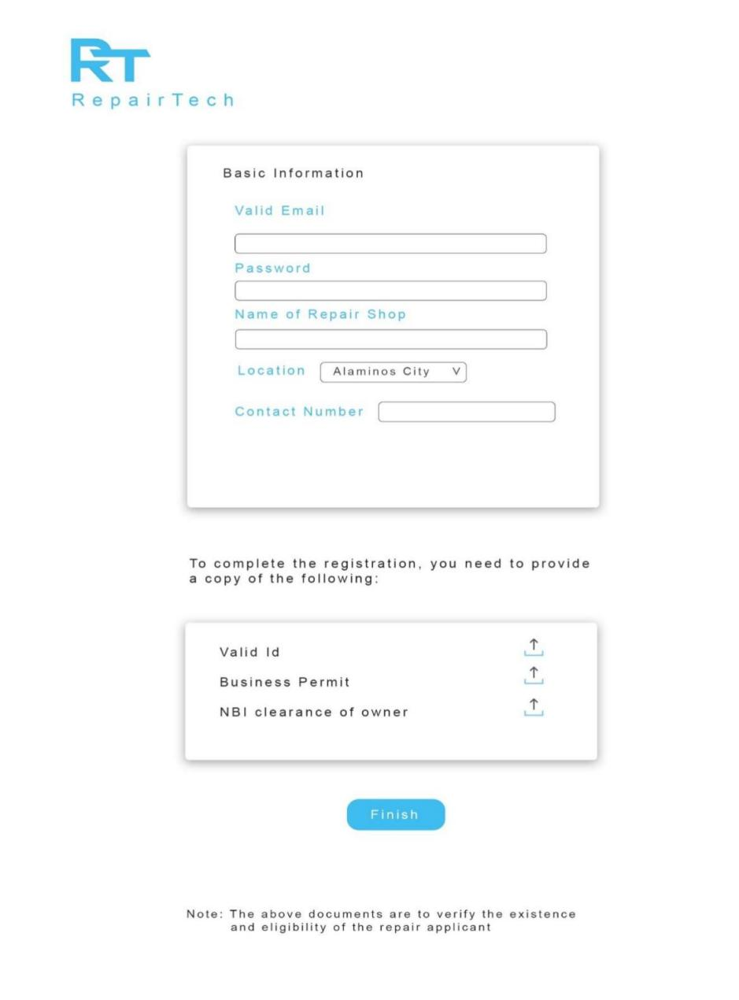 RT
RepairTech
Basic Information
Valid Email
Password
Name of Repair Shop
Location Alaminos City V
Contact Number
To complete the registration, you need to provide
a copy of the following:
Valid Id
Business Permit
NBI clearance of owner
Finish
Note: The above documents are to verify the existence
and eligibility of the repair applicant